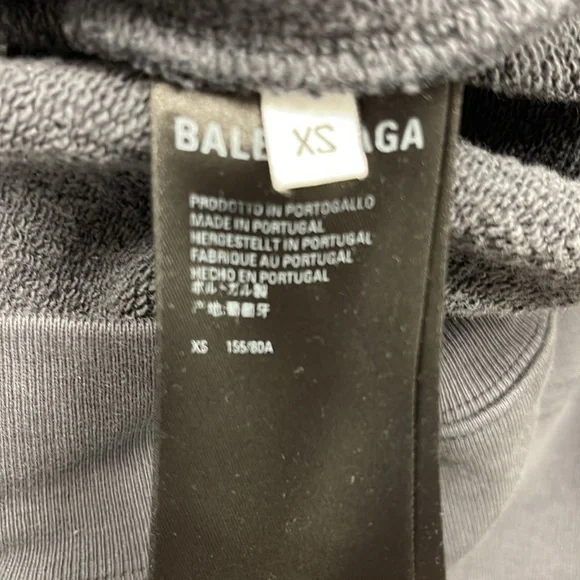 BALE AGA
XS
PRODOTTO IN PORTOGALLO
MADE IN PORTUGAL
HERGESTELLT IN PORTUGAL
FABRIQUE AU PORTUGAL
HECHO EN PORTUGAL
ポルトガル製
产地:葡萄牙
XS 155/80A